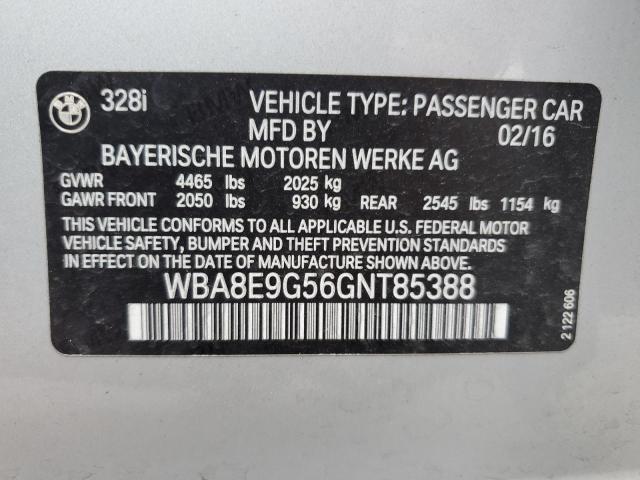 BMW
328i VEHICLE TYPE: PASSENGER CAR
MFD BY 02/16
BAYERISCHE MOTOREN WERKE AG
GVWR 4465 lbs 2025 kg
GAWR FRONT 2050 lbs 930 kg REAR 2545 lbs 1154 kg
THIS VEHICLE CONFORMS TO ALL APPLICABLE U.S. FEDERAL MOTOR
VEHICLE SAFETY, BUMPER AND THEFT PREVENTION STANDARDS
IN EFFECT ON THE DATE OF MANUFACTURE SHOWN ABOVE.
WBA8E9G56GNT85388
2 122 606